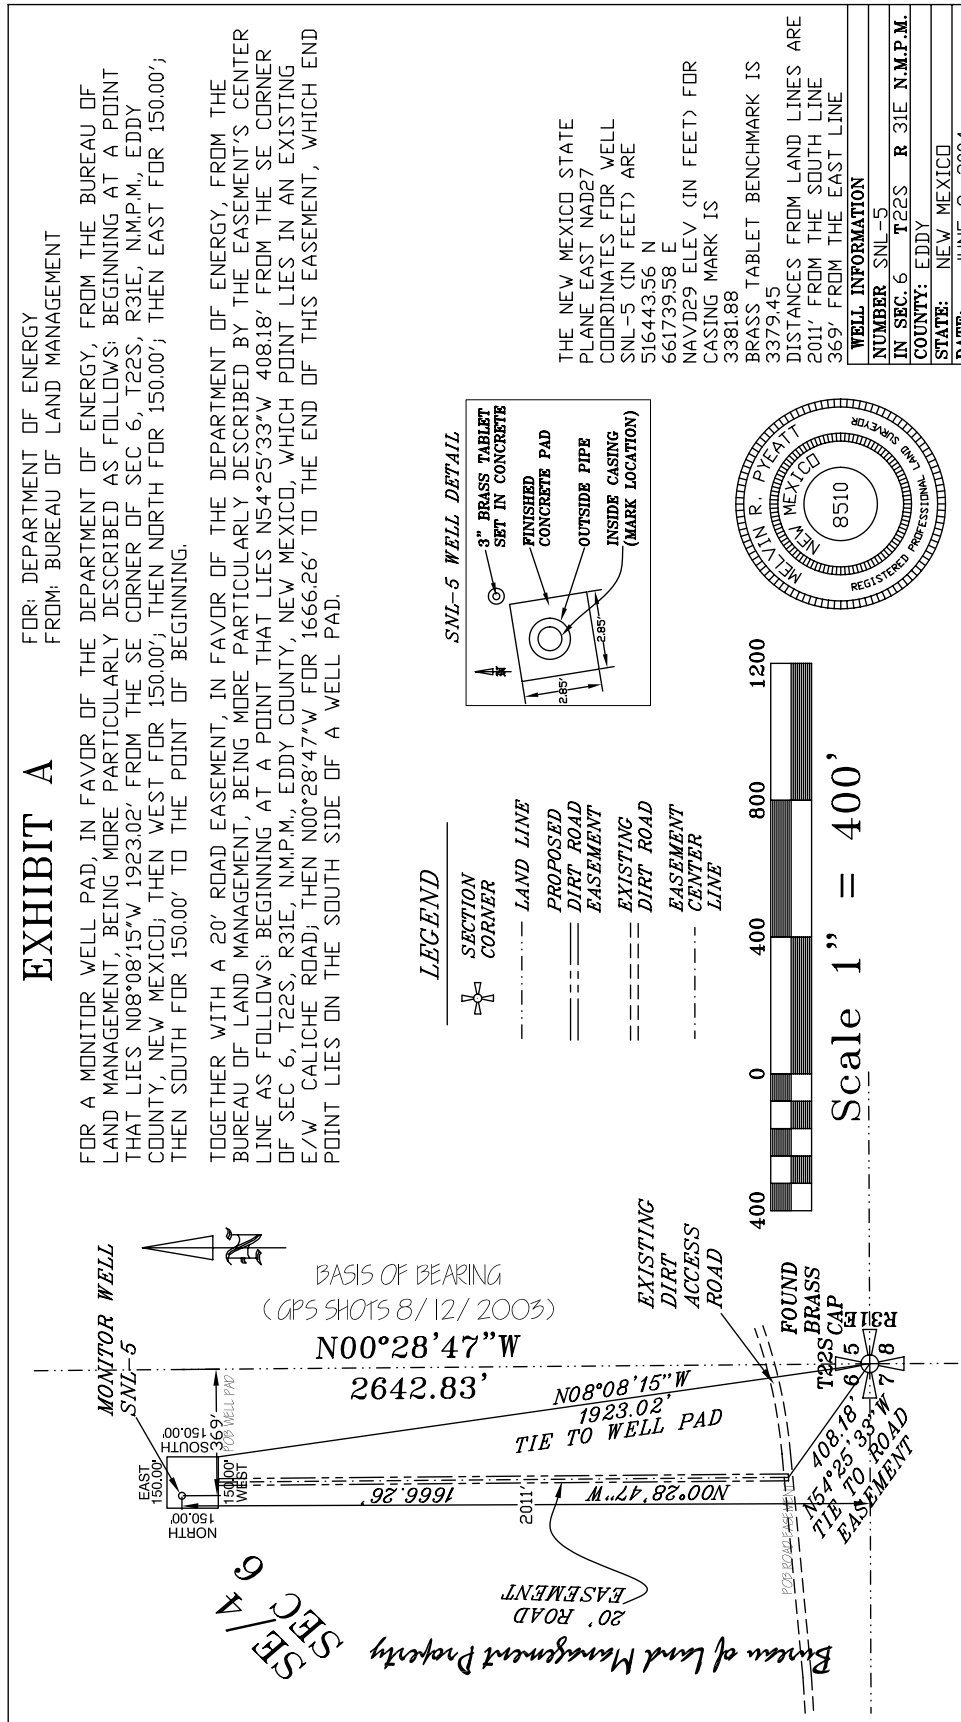 EXHIBIT A
FOR: DEPARTMENT OF ENERGY
FROM: BUREAU OF LAND MANAGEMENT
FOR A MONITOR WELL PAD, IN FAVOR OF THE DEPARTMENT OF ENERGY, FROM THE BUREAU OF
LAND MANAGEMENT, BEING MORE PARTICULARLY DESCRIBED AS FOLLOWS: BEGINNING AT A POINT
THAT LIES N08°08'15"W 1923.02' FROM THE SE CORNER OF SEC 6, T22S, R31E, N.M.P.M., EDDY
COUNTY, NEW MEXICO; THEN WEST FOR 150.00'; THEN NORTH FOR 150.00'; THEN EAST FOR 150.00';
THEN SOUTH FOR 150.00' TO THE POINT OF BEGINNING.
TOGETHER WITH A 20' ROAD EASEMENT, IN FAVOR OF THE DEPARTMENT OF ENERGY, FROM THE
BUREAU OF LAND MANAGEMENT, BEING MORE PARTICULARLY DESCRIBED BY THE EASEMENT'S CENTER
LINE AS FOLLOWS: BEGINNING AT A POINT THAT LIES N54°25'33"W 408.18' FROM THE SE CORNER
OF SEC 6, T22S, R31E, N.M.P.M., EDDY COUNTY, NEW MEXICO, WHICH POINT LIES IN AN EXISTING
E/W CALICHE ROAD; THEN N00°28'47"W FOR 1666.26' TO THE END OF THIS EASEMENT, WHICH END
POINT LIES ON THE SOUTH SIDE OF A WELL PAD.
MONITOR WELL
SNL-5
N
EAST
150.00'
SOUTH
150.00'
NORTH
150.00'
150.00'
WEST
369'
POB WELL PAD
BASIS OF BEARING
(GPS SHOTS 8/12/2003)
N00°28'47"W
2642.83'
SE/4
SEC 6
1666.26'
N00°28'47"W
2011'
N08°08'15"W
1923.02'
TIE TO WELL PAD
20' ROAD
EASEMENT
Bureau of Land Management Property
EXISTING
DIRT
ACCESS
ROAD
POB ROAD EASEMENT
FOUND
BRASS
CAP
T22S
R31E
6 5
7 8
408.18'
N54°25'33"W
TIE TO ROAD
EASEMENT
LEGEND
SECTION
CORNER
LAND LINE
PROPOSED
DIRT ROAD
EASEMENT
EXISTING
DIRT ROAD
EASEMENT
CENTER
LINE
400 0 400 800 1200
Scale 1" = 400'
SNL-5 WELL DETAIL
N
3" BRASS TABLET
SET IN CONCRETE
FINISHED
CONCRETE PAD
OUTSIDE PIPE
INSIDE CASING
(MARK LOCATION)
2.85'
2.85'
MELVIN R. PYEATT
NEW MEXICO
8510
REGISTERED PROFESSIONAL LAND SURVEYOR
THE NEW MEXICO STATE
PLANE EAST NAD27
COORDINATES FOR WELL
SNL-5 (IN FEET) ARE
516443.56 N
661739.58 E
NAVD29 ELEV (IN FEET) FOR
CASING MARK IS
3381.88
BRASS TABLET BENCHMARK IS
3779.45
DISTANCES FROM LAND LINES ARE
2011' FROM THE SOUTH LINE
369' FROM THE EAST LINE
WELL INFORMATION
NUMBER SNL-5
IN SEC. 6 T22S R 31E N.M.P.M.
COUNTY: EDDY
STATE: NEW MEXICO